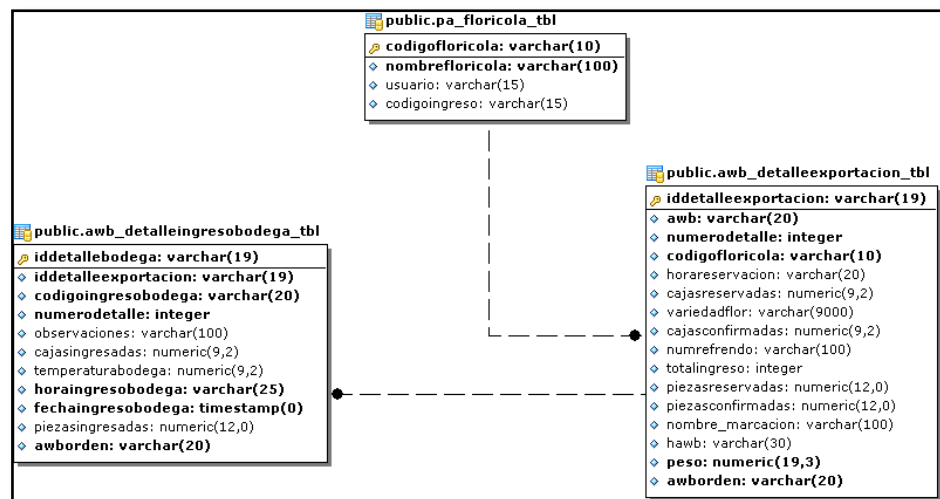 public.pa_floricola_tbl
codigofloricola: varchar(10)
nombrefloricola: varchar(100)
usuario: varchar(15)
codigoingreso: varchar(15)
public.awb_detalleexportacion_tbl
iddetalleexportacion: varchar(19)
awb: varchar(20)
numerodetalle: integer
codigofloricola: varchar(10)
horareservacion: varchar(20)
cajasreservadas: numeric(9,2)
variedadflor: varchar(9000)
cajasconfirmadas: numeric(9,2)
numrefrendo: varchar(100)
totalingreso: integer
piezasreservadas: numeric(12,0)
piezasconfirmadas: numeric(12,0)
nombre_marcacion: varchar(100)
hawb: varchar(30)
peso: numeric(19,3)
awborden: varchar(20)
public.awb_detalleingresobodega_tbl
iddetallebodega: varchar(19)
iddetalleexportacion: varchar(19)
codigoingresobodega: varchar(20)
numerodetalle: integer
observaciones: varchar(100)
cajasingresadas: numeric(9,2)
temperaturabodega: numeric(9,2)
horaingresobodega: varchar(25)
fechaingresobodega: timestamp(0)
piezasingresadas: numeric(12,0)
awborden: varchar(20)